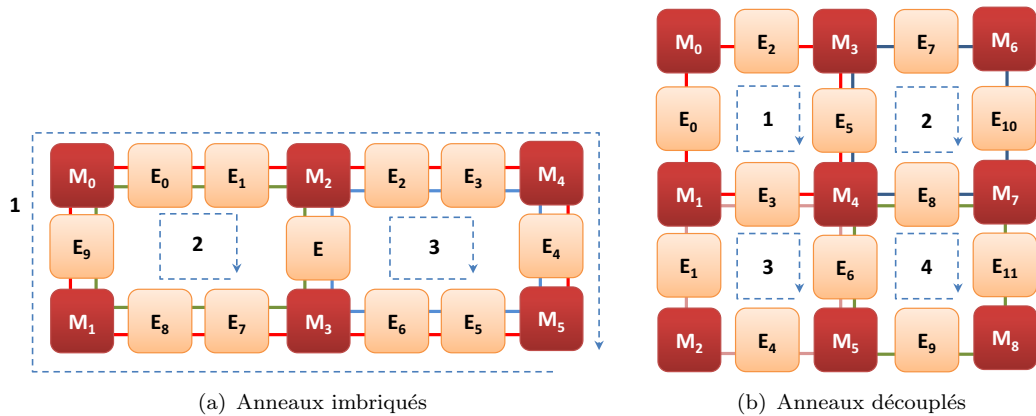 M0 E0 E1 M2 E2 E3 M4
1
E9 2 E 3 E4
M1 E8 E7 M3 E6 E5 M5
(a) Anneaux imbriqués
M0 E2 M3 E7 M6
E0 1 E5 2 E10
M1 E3 M4 E8 M7
E1 3 E6 4 E11
M2 E4 M5 E9 M8
(b) Anneaux découplés